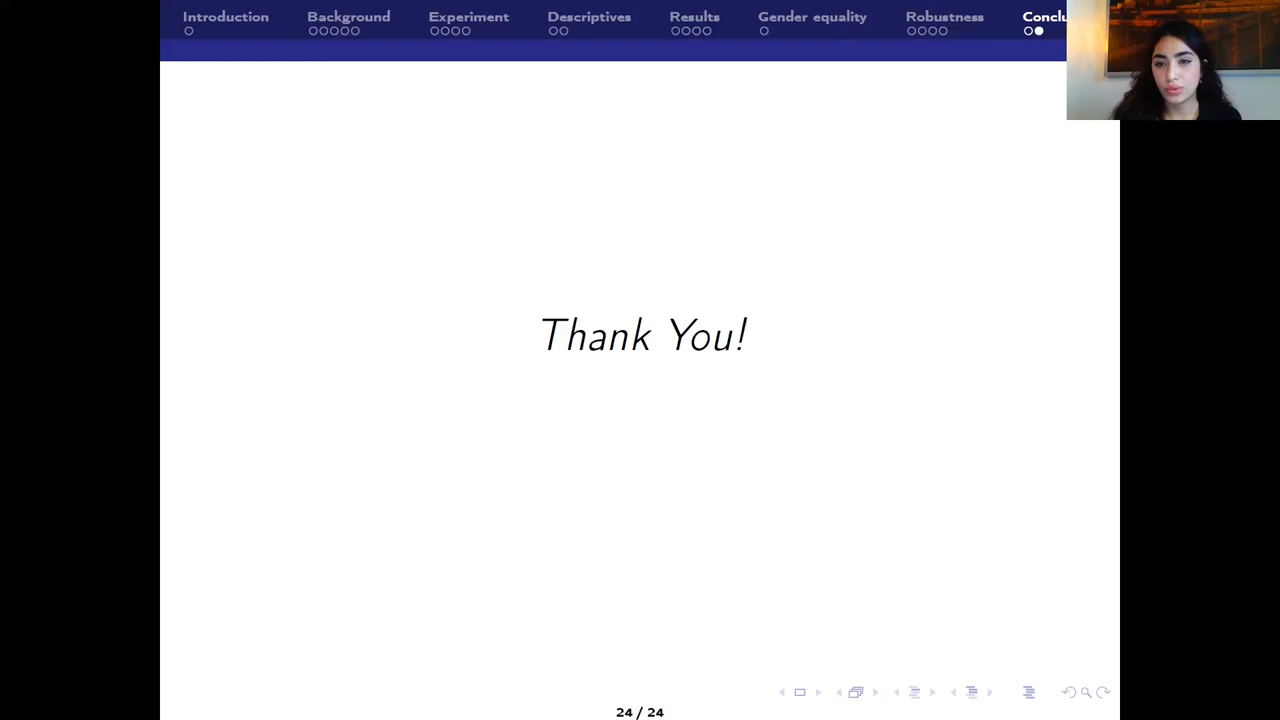 Introduction Background Experiment Descriptives Results Gender equality Robustness Conclu
Thank You!
24 / 24